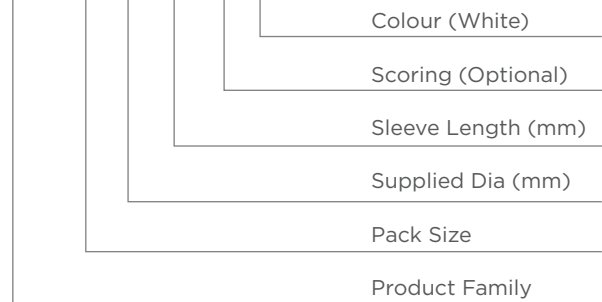 Colour (White)
Scoring (Optional)
Sleeve Length (mm)
Supplied Dia (mm)
Pack Size
Product Family